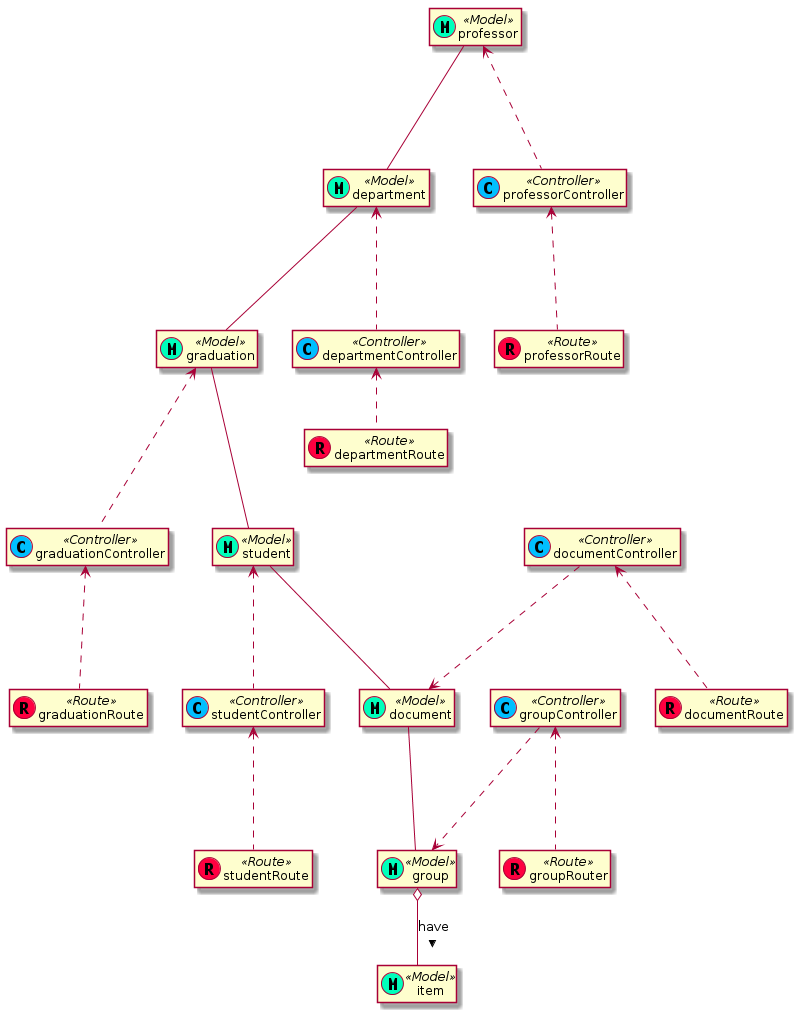 M «Model»
professor
M «Model»
department
C «Controller»
professorController
M «Model»
graduation
C «Controller»
departmentController
R «Route»
professorRoute
R «Route»
departmentRoute
C «Controller»
graduationController
M «Model»
student
C «Controller»
documentController
R «Route»
graduationRoute
C «Controller»
studentController
M «Model»
document
C «Controller»
groupController
R «Route»
documentRoute
R «Route»
studentRoute
M «Model»
group
R «Route»
groupRouter
have
M «Model»
item